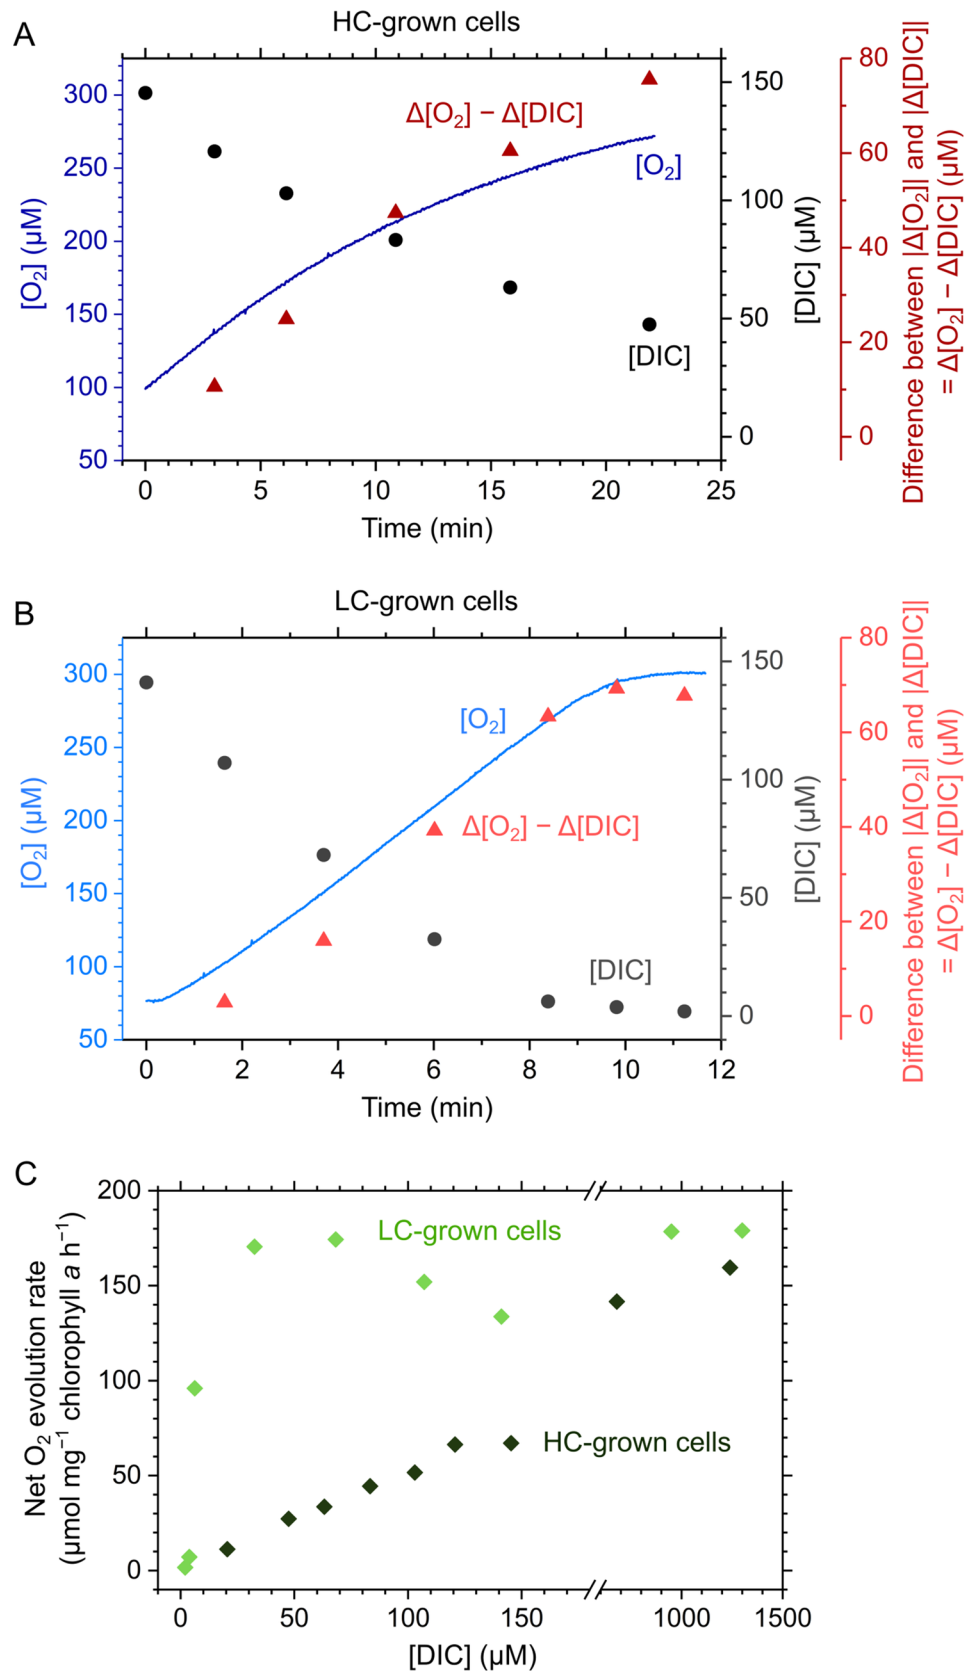 A
HC-grown cells
Δ[O₂] − Δ[DIC]
[O₂]
[DIC]
300
250
200
150
100
50
[O₂] (µM)
0
5
10
15
20
25
Time (min)
150
100
50
0
[DIC] (µM)
80
60
40
20
0
Difference between |Δ[O₂]| and |Δ[DIC]|
= Δ[O₂] − Δ[DIC] (µM)
B
LC-grown cells
[O₂]
Δ[O₂] − Δ[DIC]
[DIC]
300
250
200
150
100
50
[O₂] (µM)
0
2
4
6
8
10
12
Time (min)
150
100
50
0
[DIC] (µM)
80
60
40
20
0
Difference between |Δ[O₂]| and |Δ[DIC]|
= Δ[O₂] − Δ[DIC] (µM)
C
LC-grown cells
HC-grown cells
200
150
100
50
0
Net O₂ evolution rate
(µmol mg⁻¹ chlorophyll a h⁻¹)
0
50
100
150
1000
1500
[DIC] (µM)